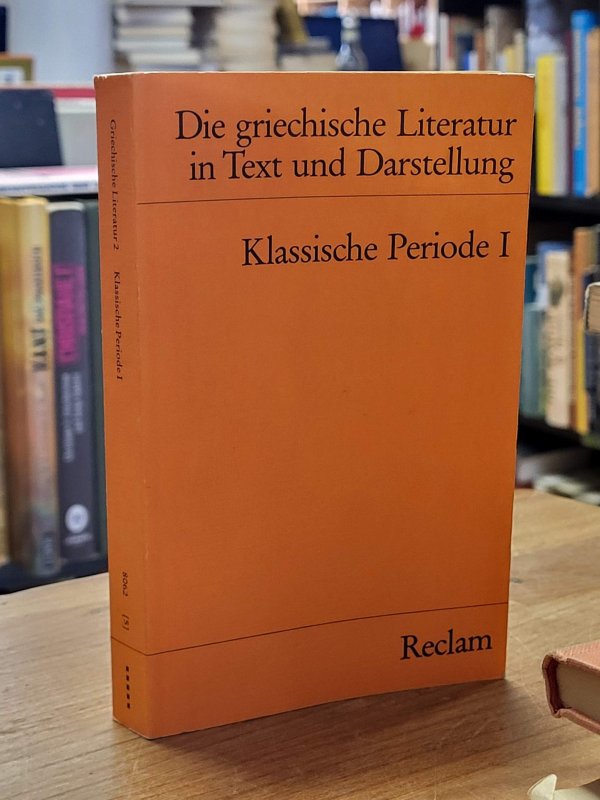 Die griechische Literatur
in Text und Darstellung
Klassische Periode I
Reclam
Griechische Literatur 2 Klassische Periode I
8062 [5]